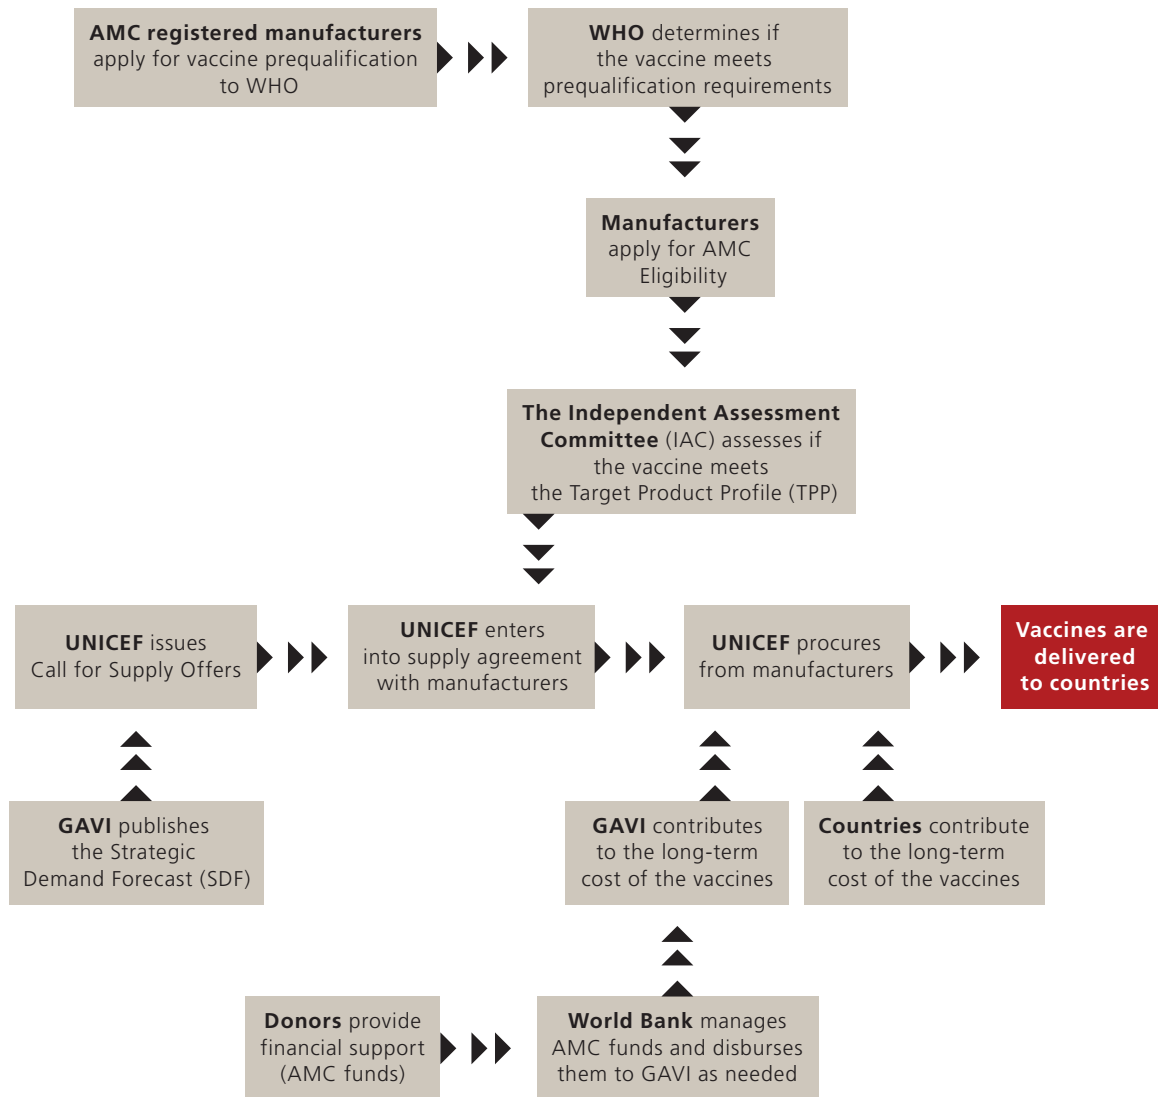 AMC registered manufacturers
apply for vaccine prequalification
to WHO
WHO determines if
the vaccine meets
prequalification requirements
Manufacturers
apply for AMC
Eligibility
The Independent Assessment
Committee (IAC) assesses if
the vaccine meets
the Target Product Profile (TPP)
UNICEF issues
Call for Supply Offers
UNICEF enters
into supply agreement
with manufacturers
UNICEF procures
from manufacturers
Vaccines are
delivered
to countries
GAVI publishes
the Strategic
Demand Forecast (SDF)
GAVI contributes
to the long-term
cost of the vaccines
Countries contribute
to the long-term
cost of the vaccines
Donors provide
financial support
(AMC funds)
World Bank manages
AMC funds and disburses
them to GAVI as needed